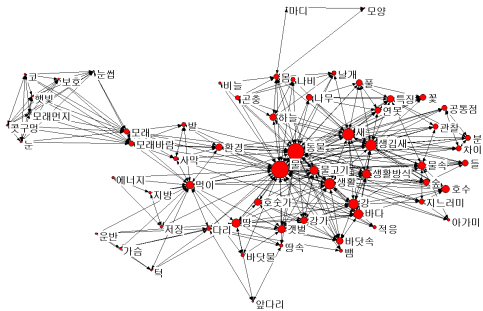 마디
모양
코
눈썹
보호
비늘
몸
나비
날개
풀
햇빛
곤충
나무
특징
꽃
모래먼지
연못
공통점
콧구멍
하늘
모래
밤
새
관찰
분
눈
모래바람
환경
동물
생김새
차이
사막
물
물고기
물속
들
에너지
먹이
생활
생활방식
호수
지방
호숫가
강
지느러미
땅
강가
바다
아가미
운반
저장
다리
갯벌
적응
가슴
땅속
바닷속
턱
바닷물
뱀
앞다리